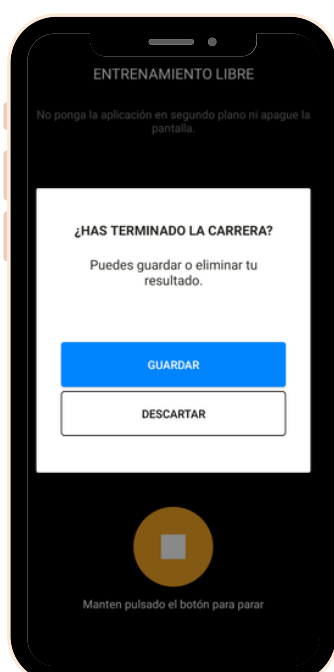 ENTRENAMIENTO LIBRE
No ponga la aplicación en segundo plano ni apague la
pantalla.
¿HAS TERMINADO LA CARRERA?
Puedes guardar o eliminar tu
resultado.
GUARDAR
DESCARTAR
Manten pulsado el botón para parar